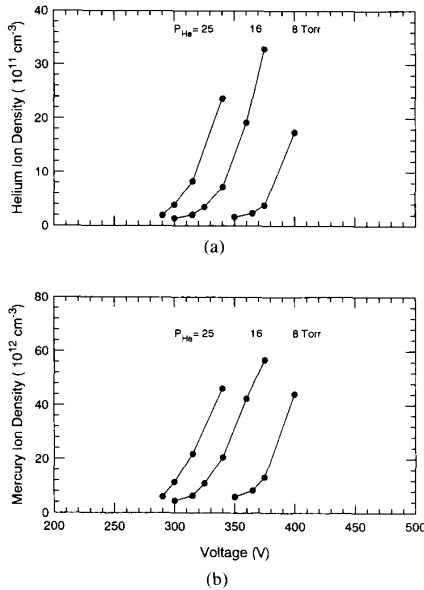 40
P_He = 25 16 8 Torr
30
20
10
0
Helium Ion Density ( 10^11 cm^-3)
(a)
80
P_He = 25 16 8 Torr
60
40
20
0
Mercury Ion Density ( 10^12 cm^-3)
200 250 300 350 400 450 500
Voltage (V)
(b)